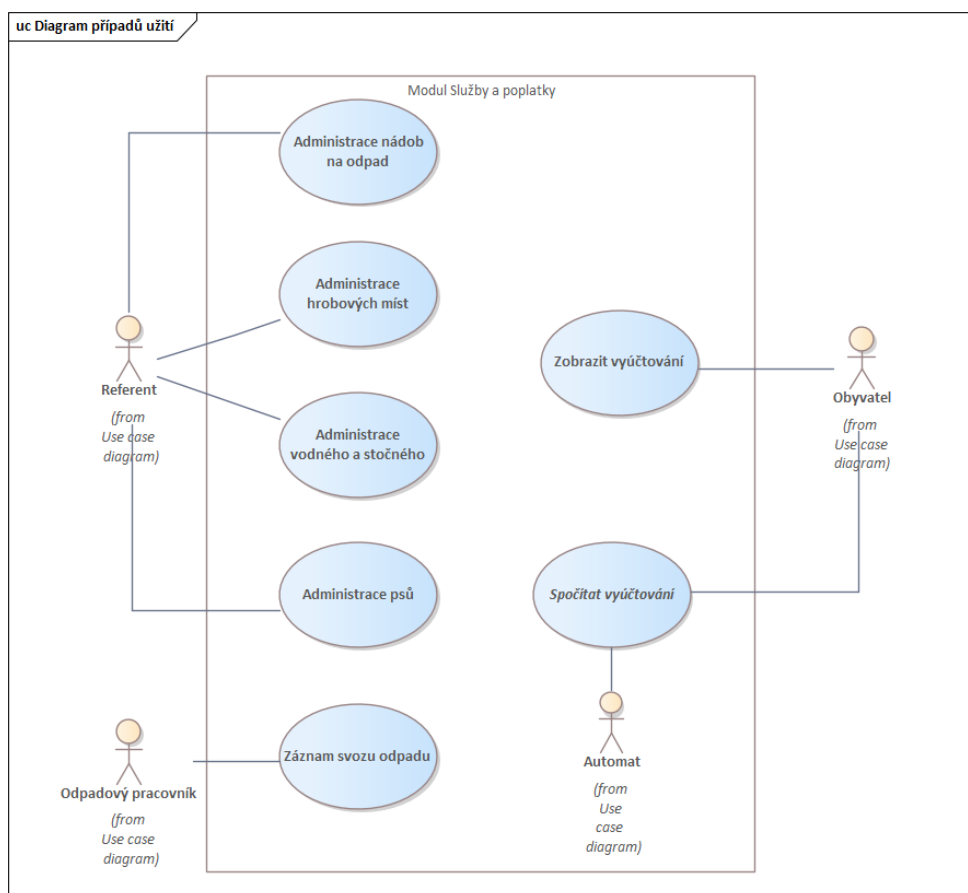 uc Diagram případů užití
Modul Služby a poplatky
Administrace nádob
na odpad
Administrace
hrobových míst
Referent
(from
Use case
diagram)
Administrace
vodného a stočného
Administrace psů
Odpadový pracovník
(from
Use case
diagram)
Záznam svozu odpadu
Zobrazit vyúčtování
Obyvatel
(from
Use case
diagram)
Spočítat vyúčtování
Automat
(from
Use
case
diagram)